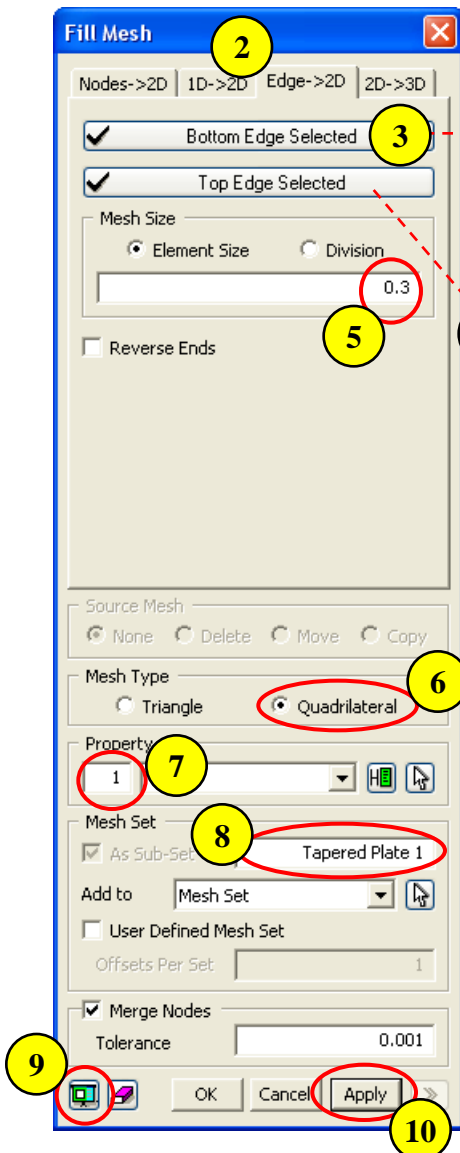 Fill Mesh
2
Nodes->2D 1D->2D Edge->2D 2D->3D
Bottom Edge Selected 3
Top Edge Selected
Mesh Size
Element Size Division
0.3
5
Reverse Ends
Source Mesh
None Delete Move Copy
Mesh Type
6
Triangle Quadrilateral
Property
1 7
Mesh Set
8
As Sub-Set Tapered Plate 1
Add to Mesh Set
User Defined Mesh Set
Offsets Per Set 1
Merge Nodes
Tolerance 0.001
9
OK Cancel Apply >>
10